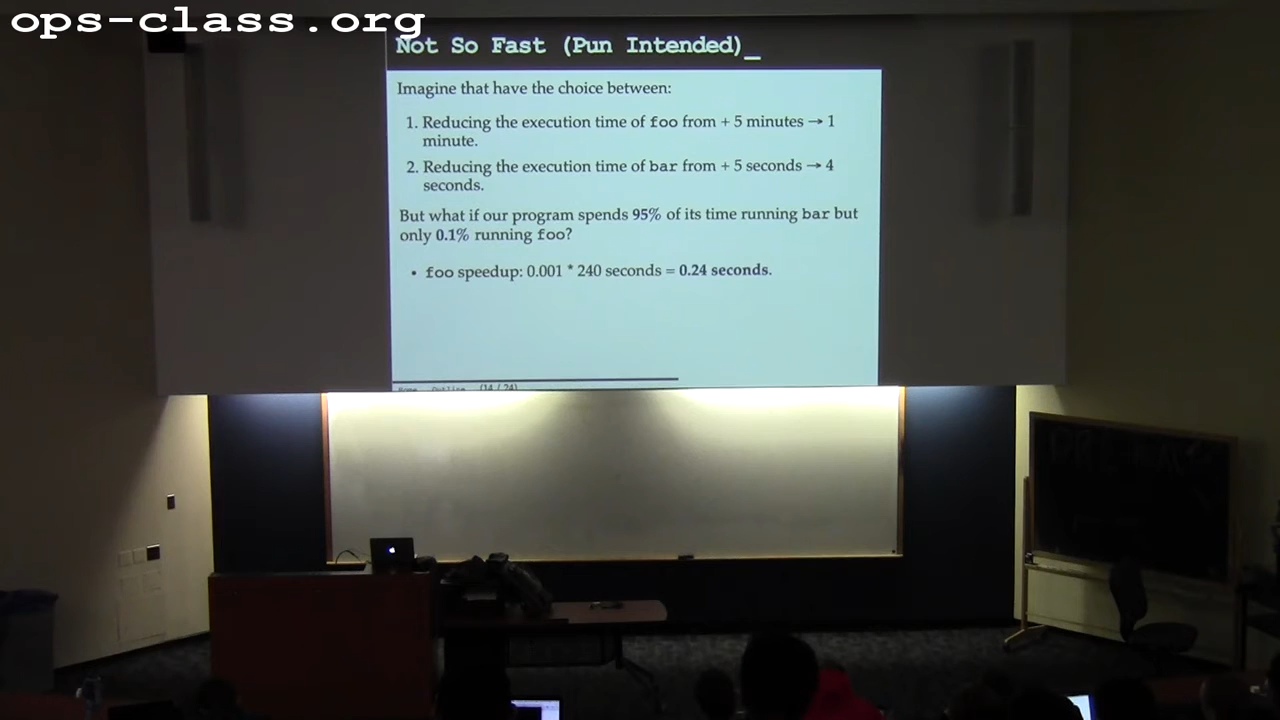 ops-class.org
Not So Fast (Pun Intended)_
Imagine that have the choice between:
1. Reducing the execution time of foo from + 5 minutes → 1
minute.
2. Reducing the execution time of bar from + 5 seconds → 4
seconds.
But what if our program spends 95% of its time running bar but
only 0.1% running foo?
• foo speedup: 0.001 * 240 seconds = 0.24 seconds.
(14 / 24)